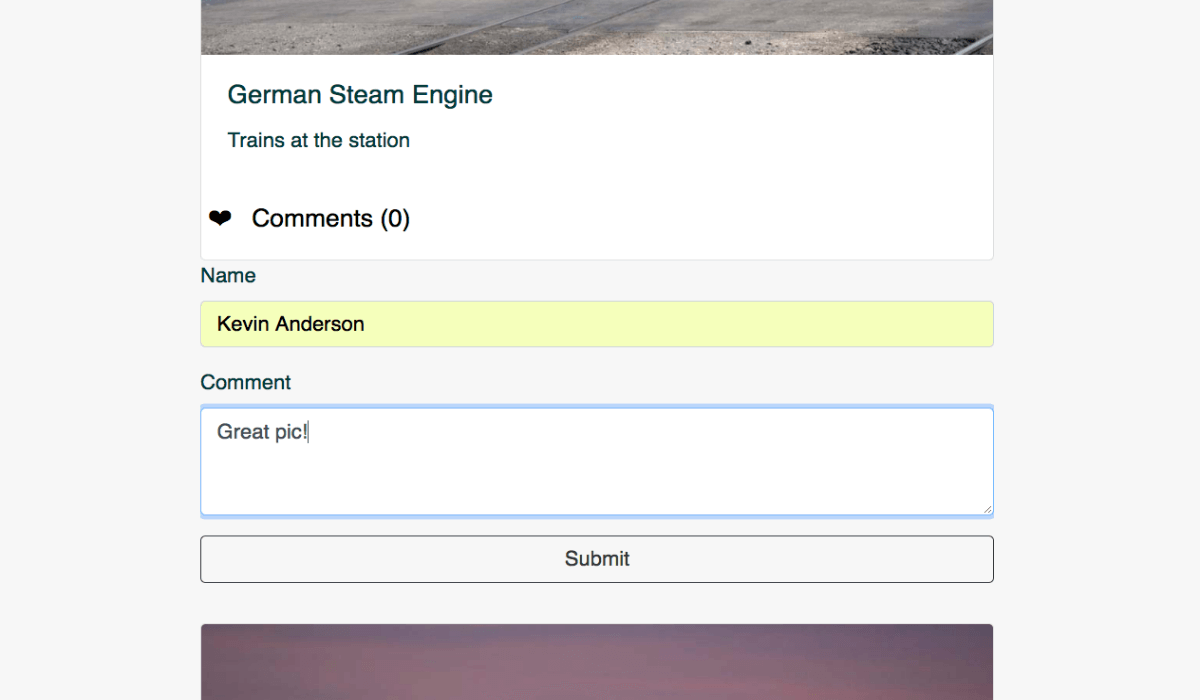 German Steam Engine
Trains at the station
❤ Comments (0)
Name
Kevin Anderson
Comment
Great pic!
Submit